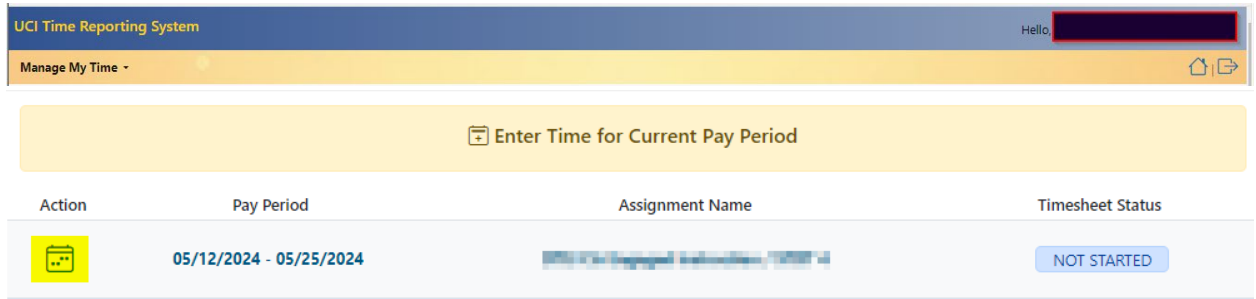 UCI Time Reporting System
Hello,
Manage My Time
Enter Time for Current Pay Period
Action Pay Period Assignment Name Timesheet Status
05/12/2024 - 05/25/2024 NOT STARTED